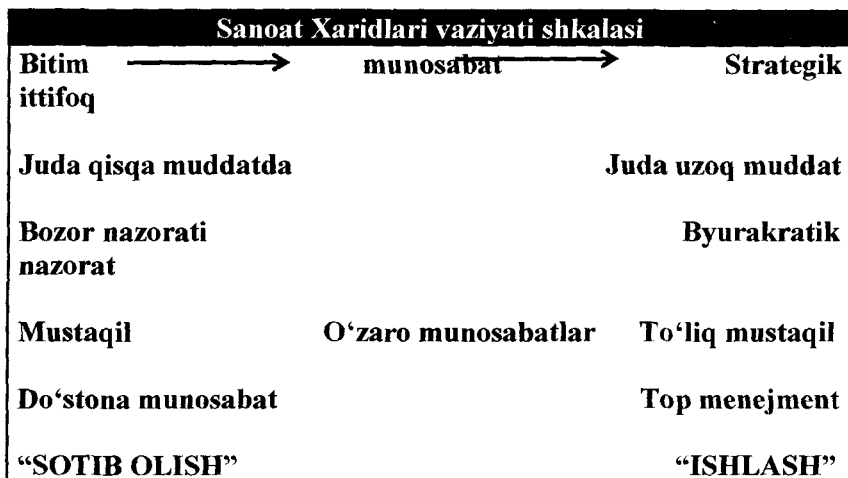 Sanoat Xaridlari vaziyati shkalasi
Bitim munosabat Strategik
ittifoq
Juda qisqa muddatda Juda uzoq muddat
Bozor nazorati Byurakratik
nazorat
Mustaqil O‘zaro munosabatlar To‘liq mustaqil
Do‘stona munosabat Top menejment
“SOTIB OLISH” “ISHLASH”